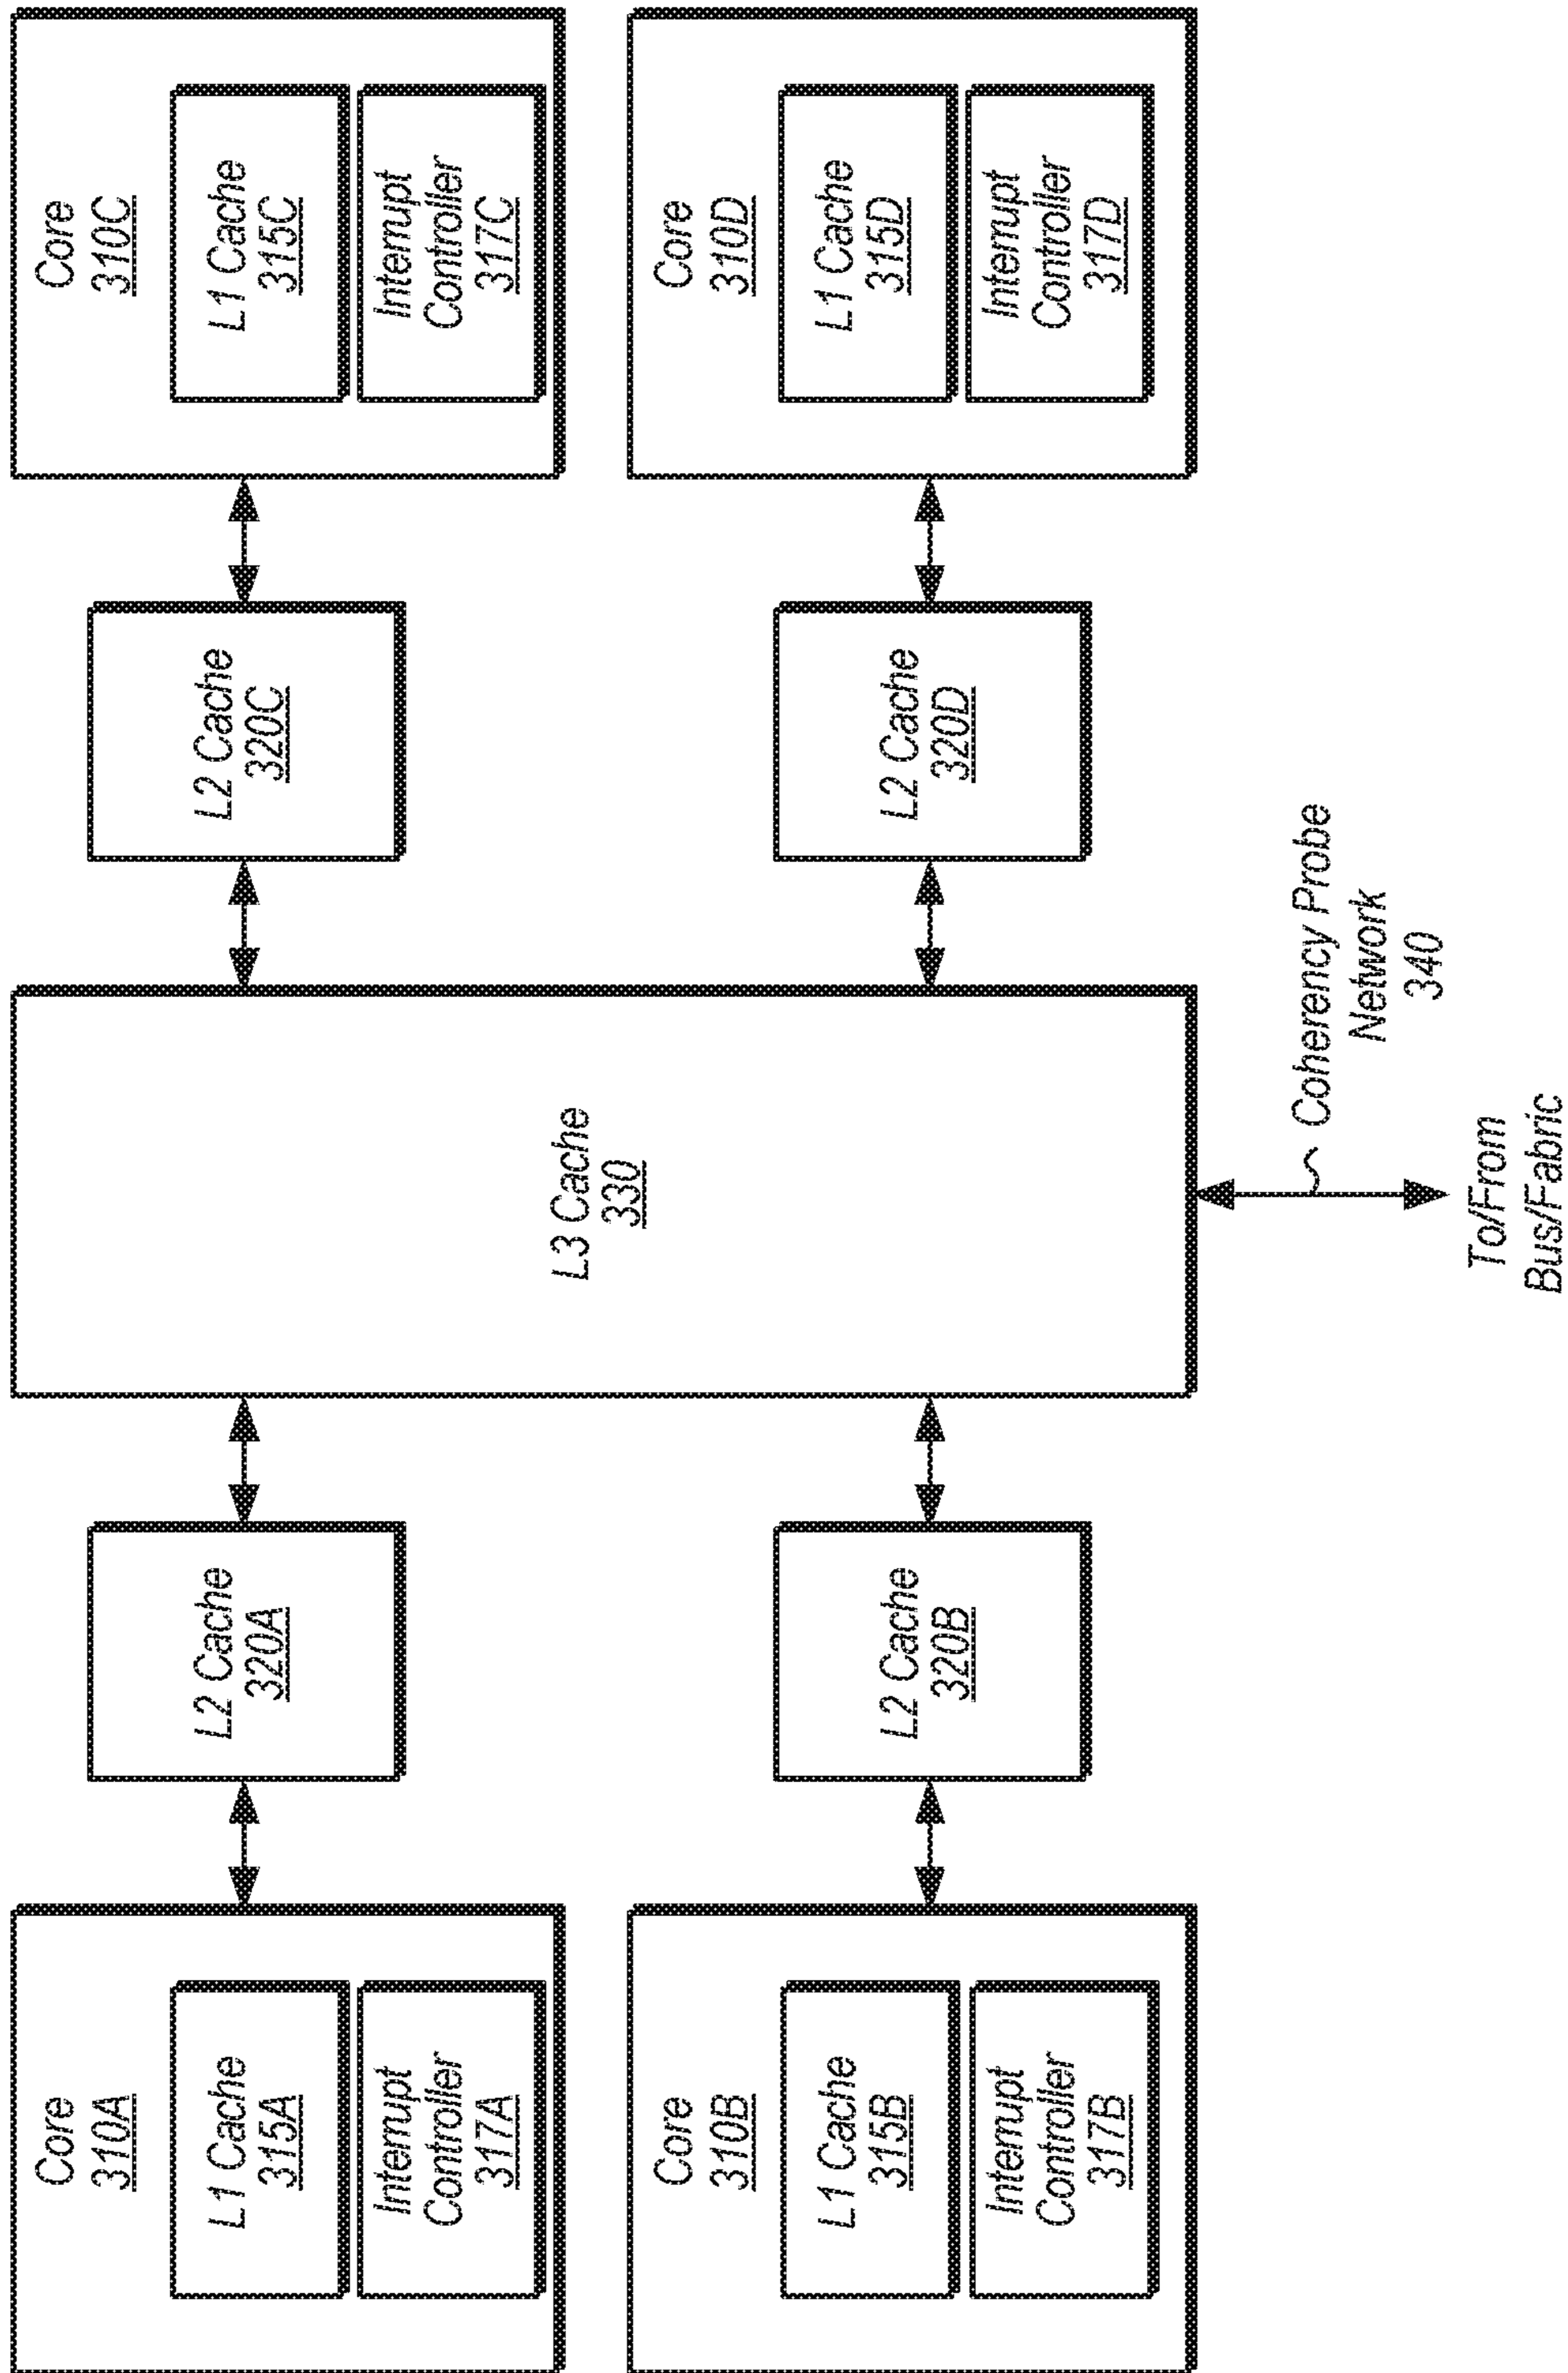 Core
310A
L1 Cache
315A
Interrupt
Controller
317A
L2 Cache
320A
L3 Cache
330
L2 Cache
320C
Core
310C
L1 Cache
315C
Interrupt
Controller
317C
Core
310B
L1 Cache
315B
Interrupt
Controller
317B
L2 Cache
320B
L2 Cache
320D
Core
310D
L1 Cache
315D
Interrupt
Controller
317D
Coherency Probe
Network
340
To/From
Bus/Fabric